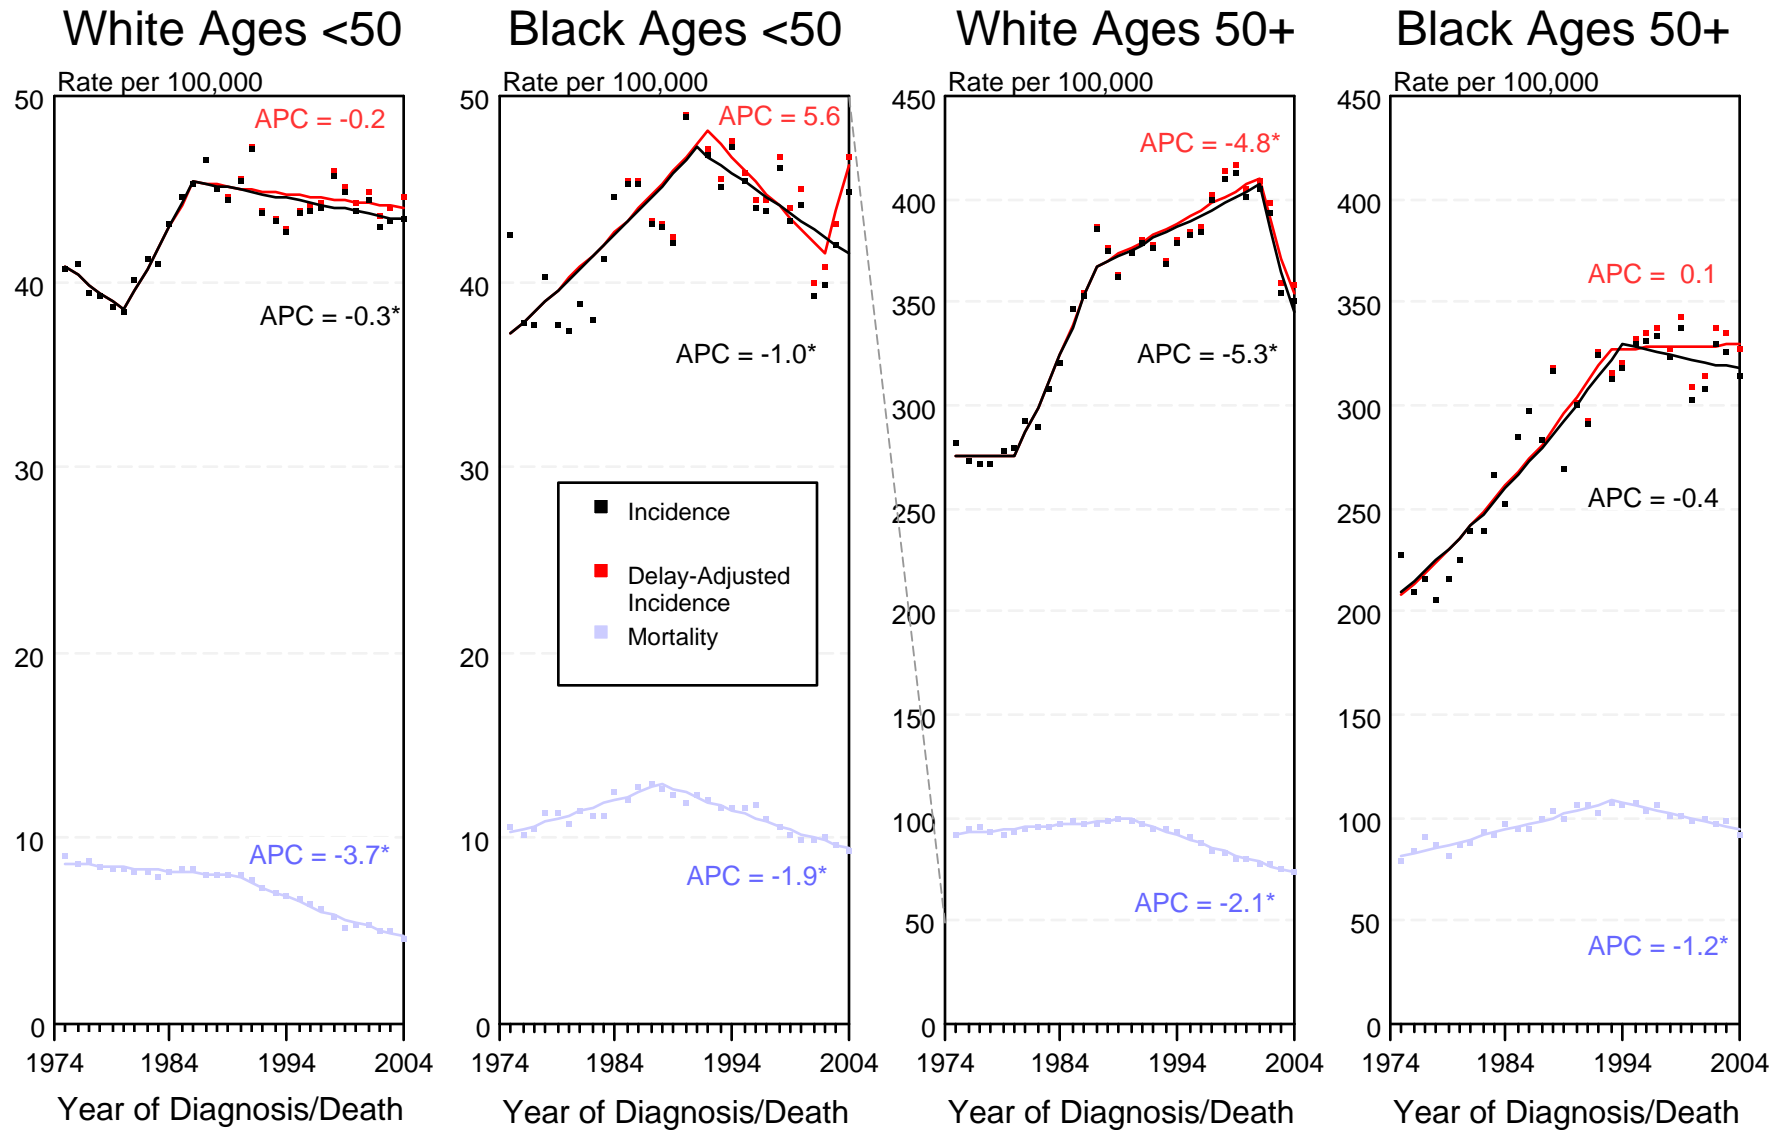 White Ages <50
Rate per 100,000
50
40
30
20
10
0
APC = -0.2
APC = -0.3*
APC = -3.7*
1974 1984 1994 2004
Year of Diagnosis/Death
Black Ages <50
Rate per 100,000
50
40
30
20
10
0
APC = 5.6
APC = -1.0*
Incidence
Delay-Adjusted
Incidence
Mortality
APC = -1.9*
1974 1984 1994 2004
Year of Diagnosis/Death
White Ages 50+
Rate per 100,000
450
400
350
300
250
200
150
100
50
0
APC = -4.8*
APC = -5.3*
APC = -2.1*
1974 1984 1994 2004
Year of Diagnosis/Death
Black Ages 50+
Rate per 100,000
450
400
350
300
250
200
150
100
50
0
APC = 0.1
APC = -0.4
APC = -1.2*
1974 1984 1994 2004
Year of Diagnosis/Death